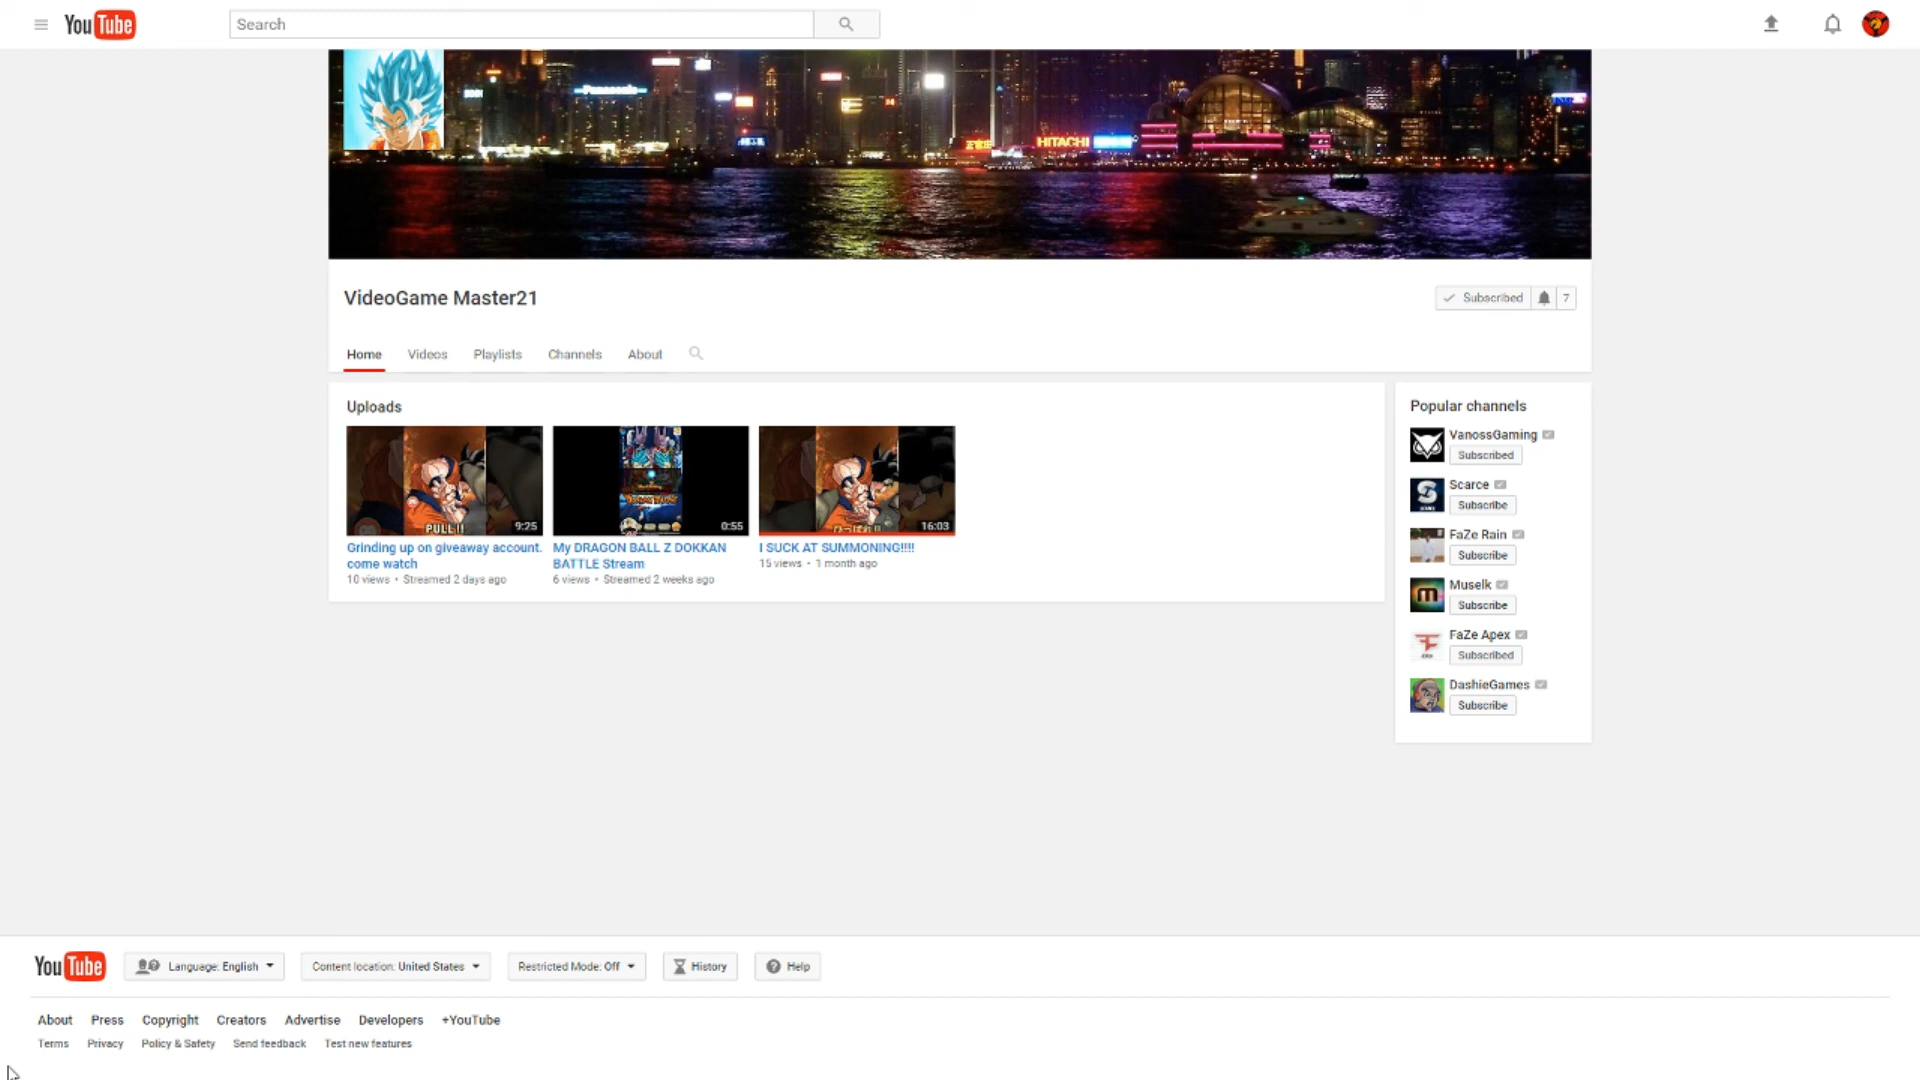 YouTube
Search
Panasonic
HITACHI
VideoGame Master21
Subscribed 7
Home Videos Playlists Channels About
Uploads
PULL!!
9:25
0:55
16:03
Grinding up on giveaway account.
come watch
10 views • Streamed 2 days ago
My DRAGON BALL Z DOKKAN
BATTLE Stream
6 views • Streamed 2 weeks ago
I SUCK AT SUMMONING!!!!
15 views • 1 month ago
Popular channels
VanossGaming
Subscribed
Scarce
Subscribe
FaZe Rain
Subscribe
Muselk
Subscribe
FaZe Apex
Subscribed
DashieGames
Subscribe
YouTube Language: English Content location: United States Restricted Mode: Off History Help
About Press Copyright Creators Advertise Developers +YouTube
Terms Privacy Policy & Safety Send feedback Test new features